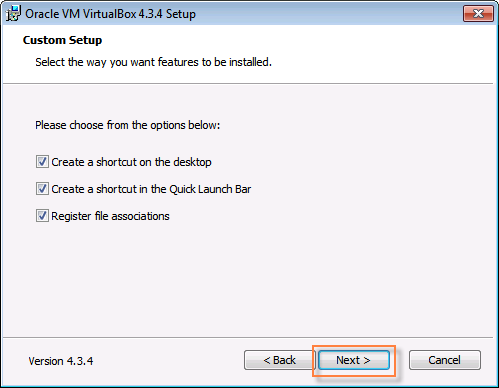 Oracle VM VirtualBox 4.3.4 Setup
Custom Setup
Select the way you want features to be installed.
Please choose from the options below:
Create a shortcut on the desktop
Create a shortcut in the Quick Launch Bar
Register file associations
Version 4.3.4
< Back
Next >
Cancel